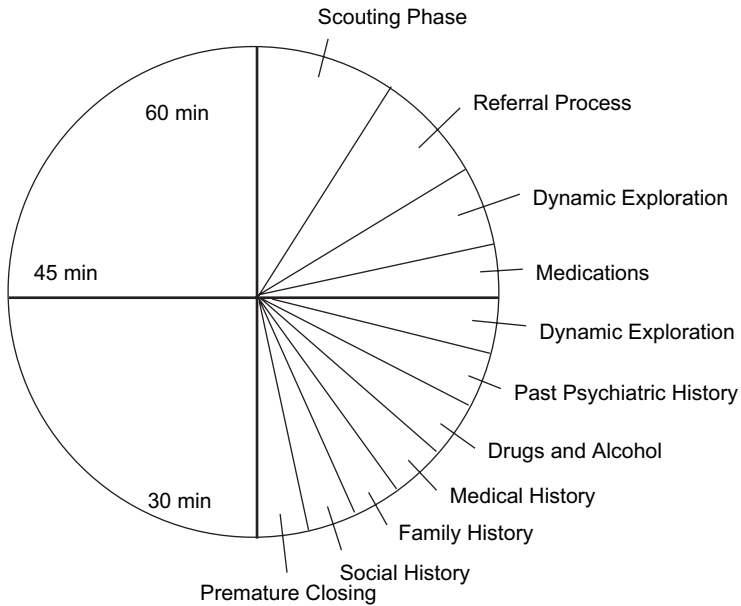 Scouting Phase
60 min
Referral Process
Dynamic Exploration
45 min
Medications
Dynamic Exploration
Past Psychiatric History
Drugs and Alcohol
30 min
Medical History
Family History
Social History
Premature Closing